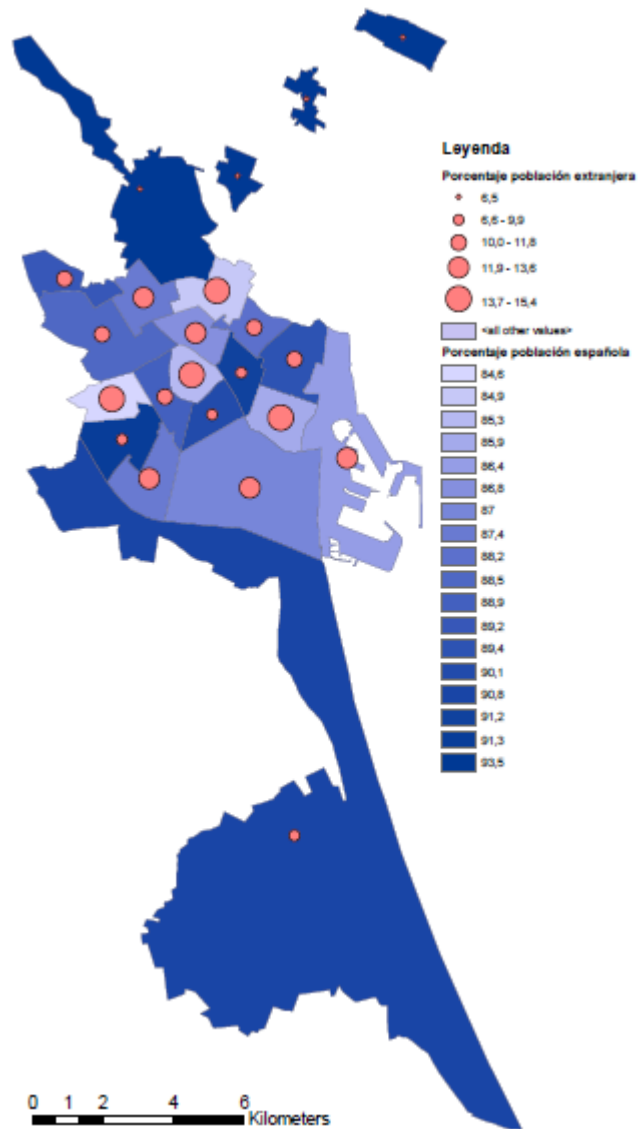 Leyenda
Porcentaje población extranjera
6,5
6,6 - 9,9
10,0 - 11,8
11,9 - 13,6
13,7 - 15,4
<all other values>
Porcentaje población española
84,6
84,9
85,3
85,9
86,4
86,8
87
87,4
88,2
88,5
88,9
89,2
89,4
90,1
90,8
91,2
91,3
93,5
0 1 2 4 6
Kilometers